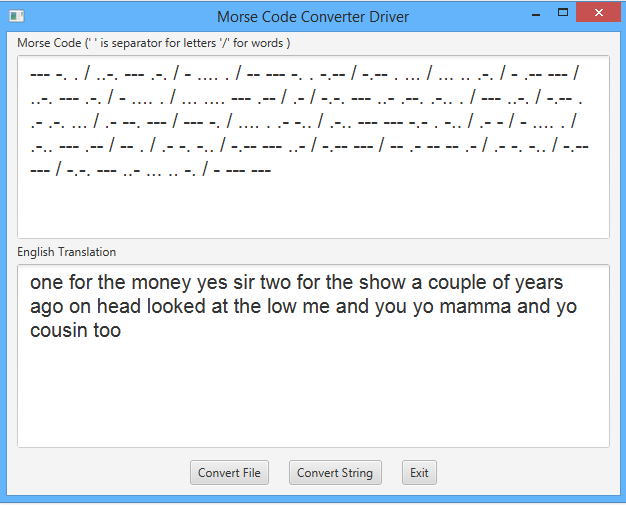 Morse Code Converter Driver
Morse Code (' ' is separator for letters '/' for words )
--- -. . / ..-. --- .-. / - .... . / -- --- -. . -.-- / -.-- . ... / ... .. .-. / - .-- --- /
..-. --- .-. / - .... . / ... .... --- .-- / .- / -.-. --- ..- .--. .-.. . / --- ..-. / -.-- .
.- .-. ... / .- --. --- / --- -. / .... . .- -.. / .-.. --- --- -.- . -.. / .- - / - .... . /
.-.. --- .-- / -- . / .- -. -.. / -.-- --- ..- / -.-- --- / -- .- -- -- .- / .- -. -.. / -.--
--- / -.-. --- ..- ... .. -. / - --- ---
English Translation
one for the money yes sir two for the show a couple of years
ago on head looked at the low me and you yo mamma and yo
cousin too
Convert File Convert String Exit